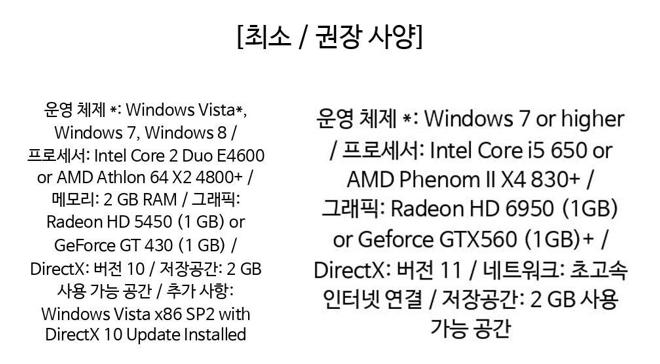 [최소 / 권장 사양]
운영 체제 *: Windows Vista*,
Windows 7, Windows 8 /
프로세서: Intel Core 2 Duo E4600
or AMD Athlon 64 X2 4800+ /
메모리: 2 GB RAM / 그래픽:
Radeon HD 5450 (1 GB) or
GeForce GT 430 (1 GB) /
DirectX: 버전 10 / 저장공간: 2 GB
사용 가능 공간 / 추가 사항:
Windows Vista x86 SP2 with
DirectX 10 Update Installed
운영 체제 *: Windows 7 or higher
/ 프로세서: Intel Core i5 650 or
AMD Phenom II X4 830+ /
그래픽: Radeon HD 6950 (1GB)
or Geforce GTX560 (1GB)+ /
DirectX: 버전 11 / 네트워크: 초고속
인터넷 연결 / 저장공간: 2 GB 사용
가능 공간